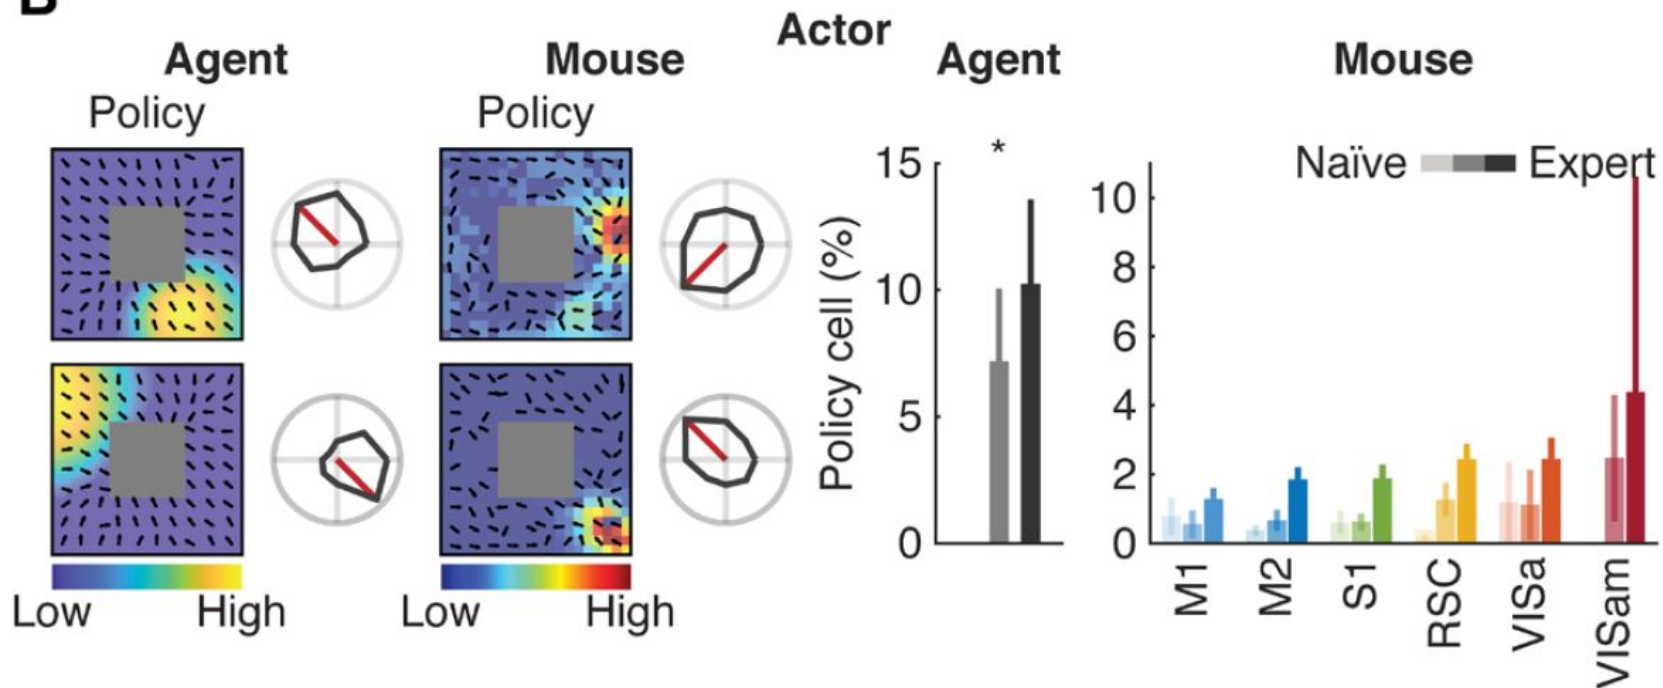 B
Actor
Agent
Mouse
Policy
Policy
Low
High
Low
High
Agent
*
Policy cell (%)
15
10
5
0
Mouse
Naïve
Expert
10
8
6
4
2
0
M1
M2
S1
RSC
VISa
VISam